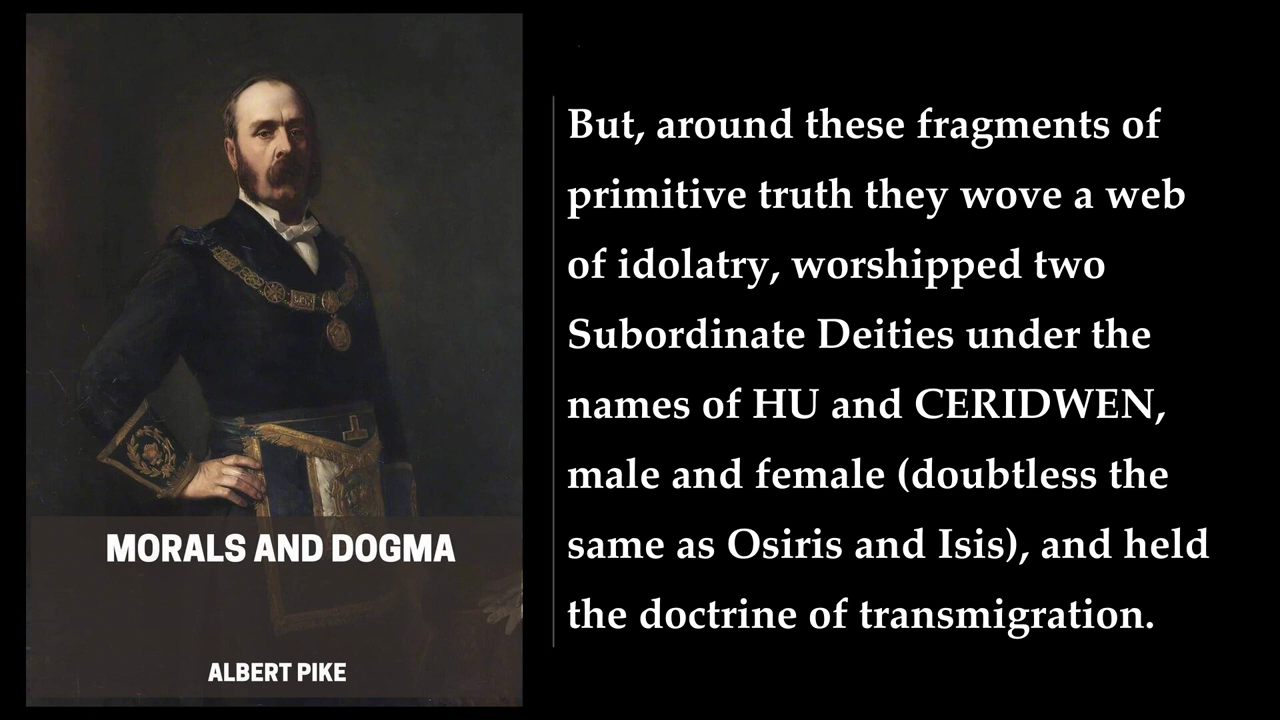 MORALS AND DOGMA
ALBERT PIKE
But, around these fragments of
primitive truth they wove a web
of idolatry, worshipped two
Subordinate Deities under the
names of HU and CERIDWEN,
male and female (doubtless the
same as Osiris and Isis), and held
the doctrine of transmigration.